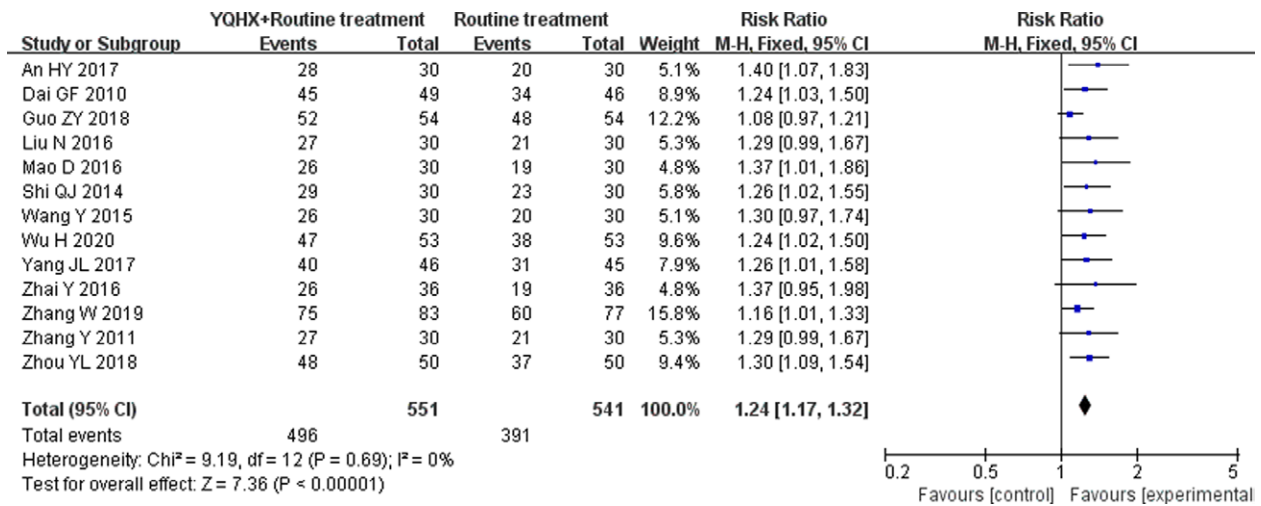 YQHX+Routine treatment Routine treatment Risk Ratio Risk Ratio
Study or Subgroup Events Total Events Total Weight M-H, Fixed, 95% CI M-H, Fixed, 95% CI
An HY 2017 28 30 20 30 5.1% 1.40 [1.07, 1.83]
Dai GF 2010 45 49 34 46 8.9% 1.24 [1.03, 1.50]
Guo ZY 2018 52 54 48 54 12.2% 1.08 [0.97, 1.21]
Liu N 2016 27 30 21 30 5.3% 1.29 [0.99, 1.67]
Mao D 2016 26 30 19 30 4.8% 1.37 [1.01, 1.86]
Shi QJ 2014 29 30 23 30 5.8% 1.26 [1.02, 1.55]
Wang Y 2015 26 30 20 30 5.1% 1.30 [0.97, 1.74]
Wu H 2020 47 53 38 53 9.6% 1.24 [1.02, 1.50]
Yang JL 2017 40 46 31 45 7.9% 1.26 [1.01, 1.58]
Zhai Y 2016 26 36 19 36 4.8% 1.37 [0.95, 1.98]
Zhang W 2019 75 83 60 77 15.8% 1.16 [1.01, 1.33]
Zhang Y 2011 27 30 21 30 5.3% 1.29 [0.99, 1.67]
Zhou YL 2018 48 50 37 50 9.4% 1.30 [1.09, 1.54]
Total (95% CI) 551 541 100.0% 1.24 [1.17, 1.32]
Total events 496 391
Heterogeneity: Chi² = 9.19, df = 12 (P = 0.69); I² = 0%
Test for overall effect: Z = 7.36 (P < 0.00001)
0.2 0.5 1 2 5
Favours [control] Favours [experimental